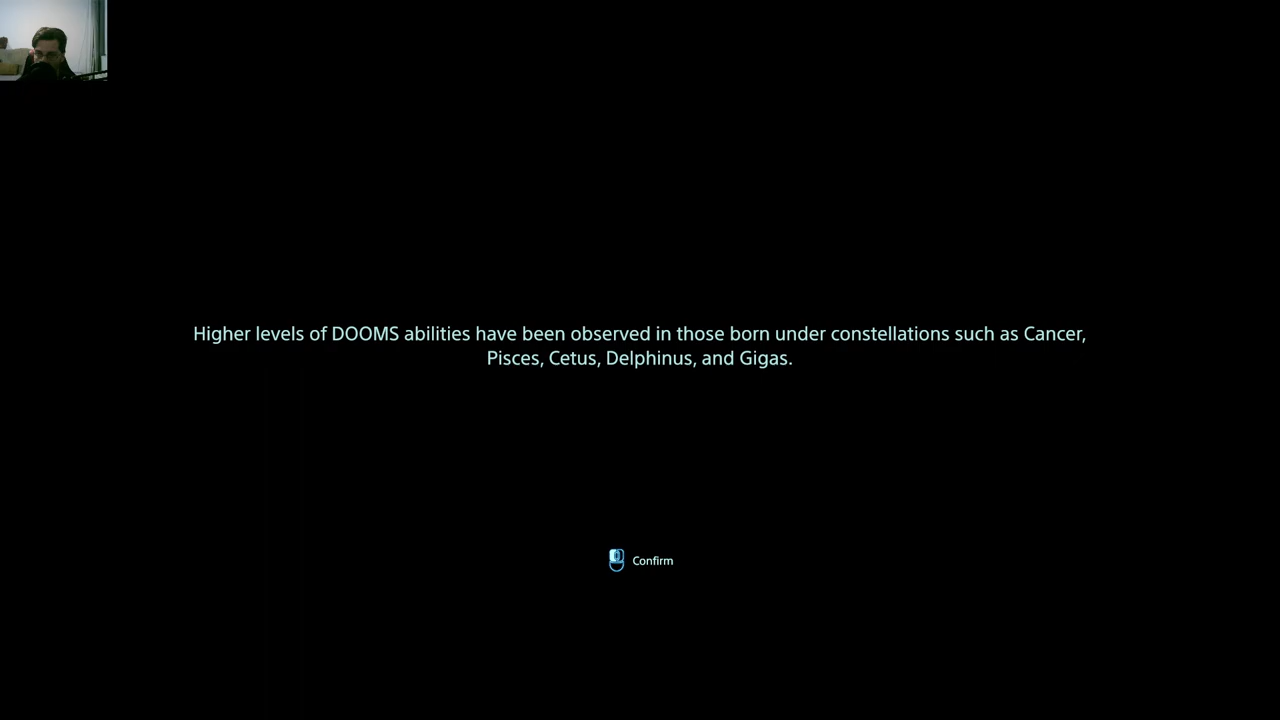 Higher levels of DOOMS abilities have been observed in those born under constellations such as Cancer,
Pisces, Cetus, Delphinus, and Gigas.
Confirm